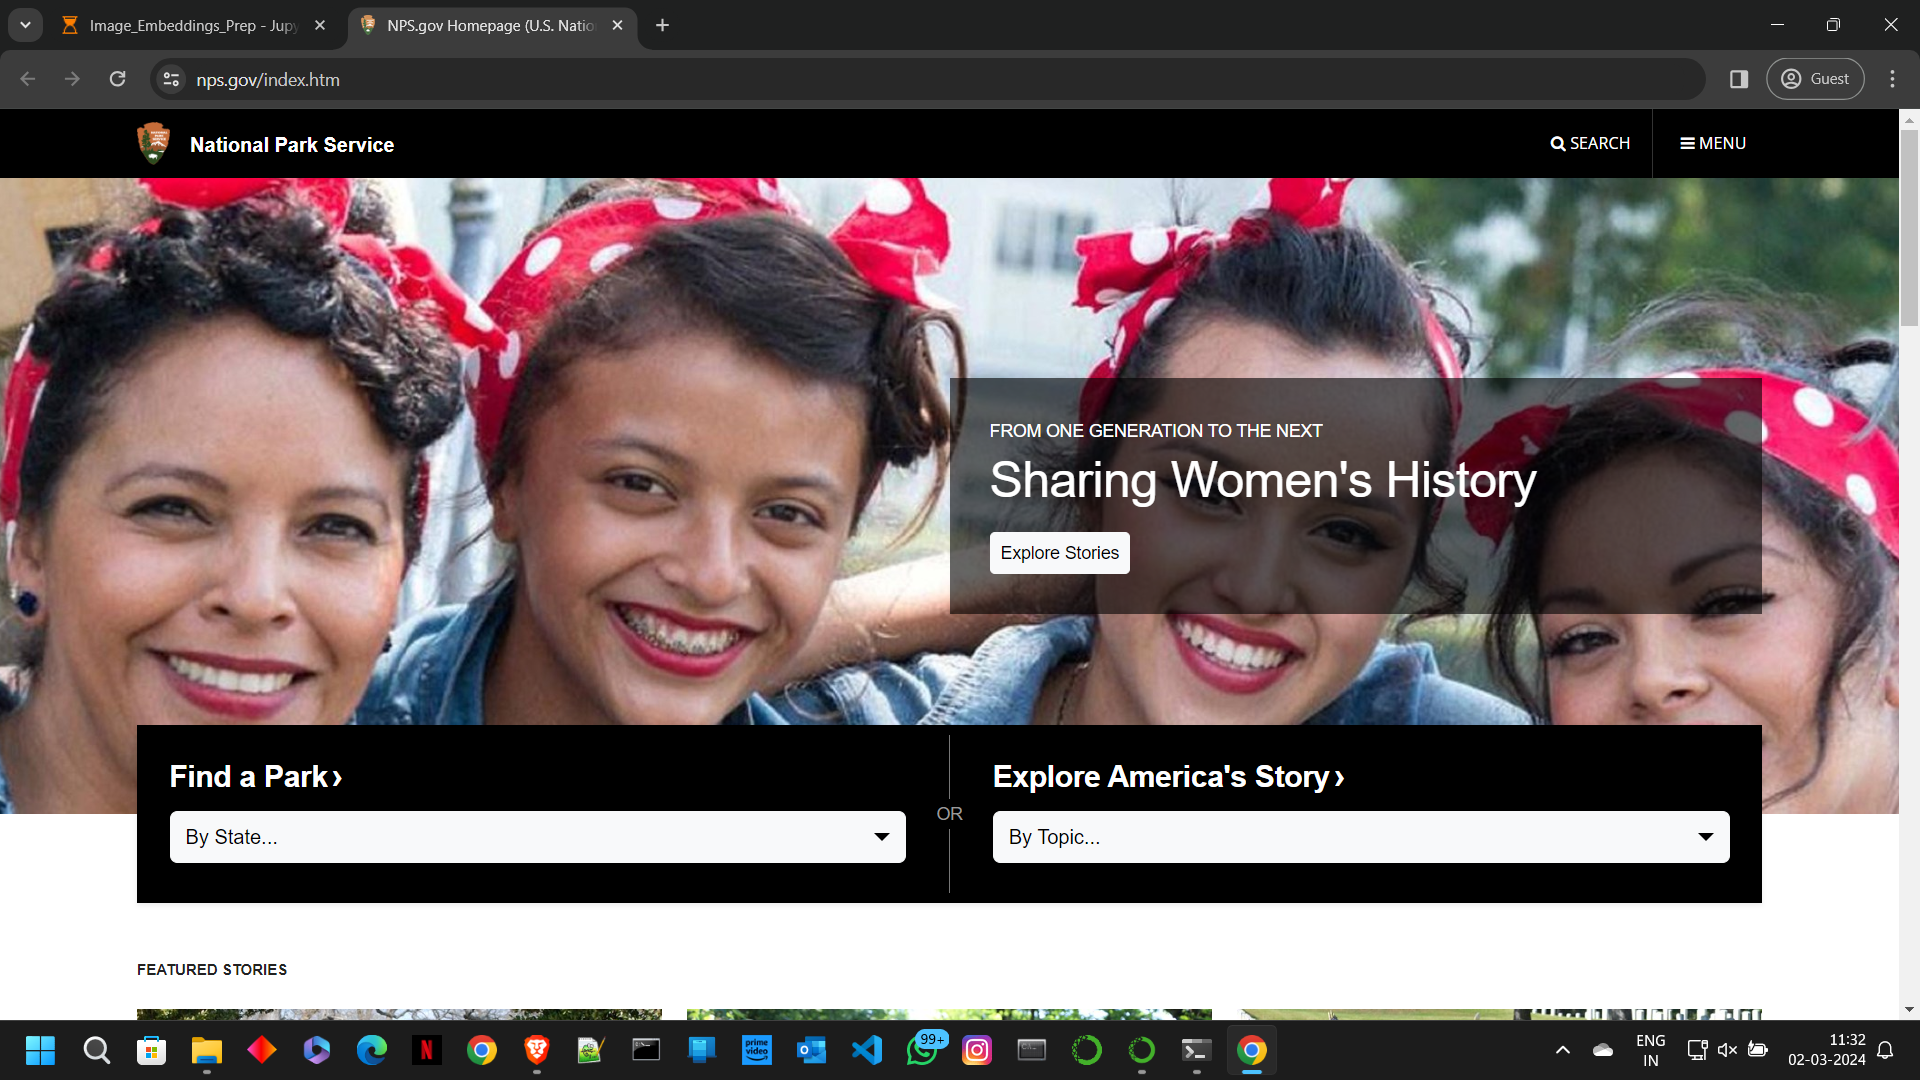 Image_Embeddings_Prep - Jupy
NPS.gov Homepage (U.S. Natio
nps.gov/index.htm
Guest
National Park Service
SEARCH
MENU
FROM ONE GENERATION TO THE NEXT
Sharing Women's History
Explore Stories
Find a Park›
By State...
OR
Explore America's Story›
By Topic...
FEATURED STORIES
prime
video
99+
ENG
IN
11:32
02-03-2024